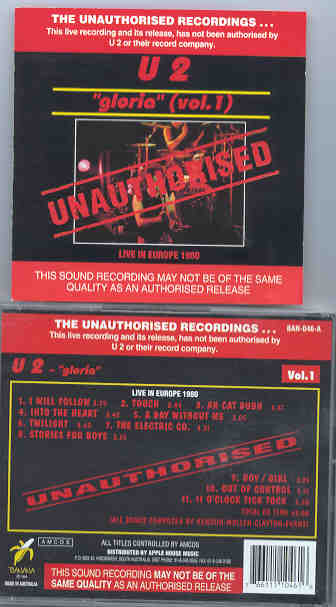 THE UNAUTHORISED RECORDINGS ...
This live recording and its release, has not been authorised by
U 2 or their record company.
U 2
"gloria" (vol.1)
UNAUTHORISED
LIVE IN EUROPE 1980
THIS SOUND RECORDING MAY NOT BE OF THE SAME
QUALITY AS AN AUTHORISED RELEASE
THE UNAUTHORISED RECORDINGS ... BAN-046-A
This live recording and its release, has not been authorised by
U 2 or their record company.
U 2 - "gloria" Vol.1
LIVE IN EUROPE 1980
1. I WILL FOLLOW 2. TOUCH 3. AN CAT DUBH
4. INTO THE HEART 5. A DAY WITHOUT ME
6. TWILIGHT 7. THE ELECTRIC CO.
8. STORIES FOR BOYS
UNAUTHORISED
9. BOY / GIRL
10. OUT OF CONTROL
11. 11 O'CLOCK TICK TOCK
TOTAL CD TIME
BANANA
MADE IN AUSTRALIA
AMCOS
ALL TITLES CONTROLLED BY AMCOS
DISTRIBUTED BY APPLE HOUSE MUSIC
THIS SOUND RECORDING MAY NOT BE OF THE
SAME QUALITY AS AN AUTHORISED RELEASE